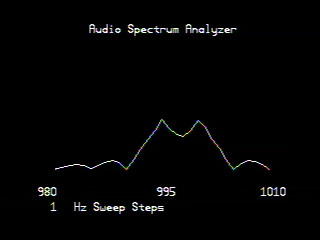 Audio Spectrum Analyzer
980 995 1010
1 Hz Sweep Steps